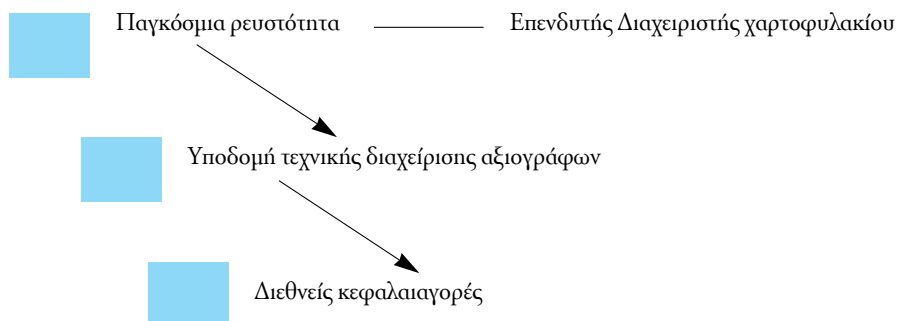 Παγκόσμια ρευστότητα Επενδυτής Διαχειριστής χαρτοφυλακίου
Υποδομή τεχνικής διαχείρισης αξιογράφων
Διεθνείς κεφαλαιαγορές